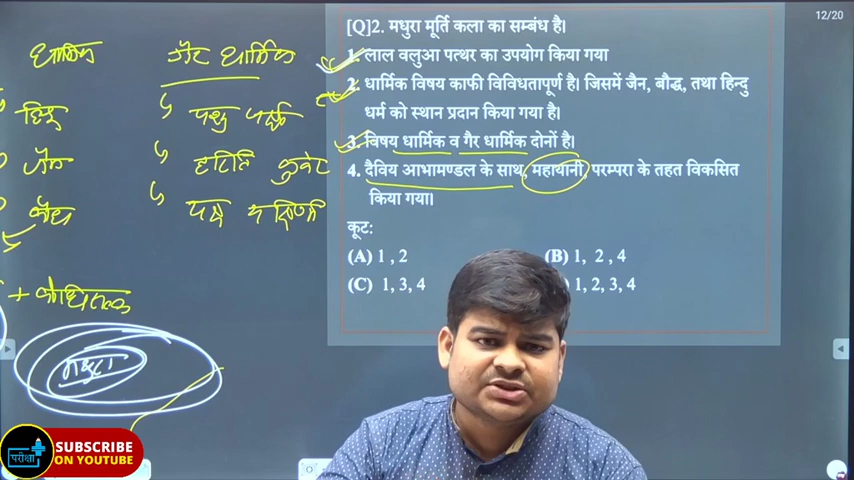 12/20
[Q]2. मथुरा मूर्ति कला का सम्बंध है।
1. लाल वलुआ पत्थर का उपयोग किया गया
2. धार्मिक विषय काफी विविधतापूर्ण है। जिसमें जैन, बौद्ध, तथा हिन्दु
धर्म को स्थान प्रदान किया गया है।
3. विषय धार्मिक व गैर धार्मिक दोनों है।
4. दैविय आभामण्डल के साथ, महायानी, परम्परा के तहत विकसित
किया गया।
कूट:
(A) 1 , 2
(B) 1, 2 , 4
(C) 1, 3, 4
1, 2, 3, 4
धार्मिक
गैर धार्मिक
हिन्दू
पशु पक्षी
जैन
कुबेर
बौद्ध
यक्ष
परीक्षा
SUBSCRIBE
ON YOUTUBE